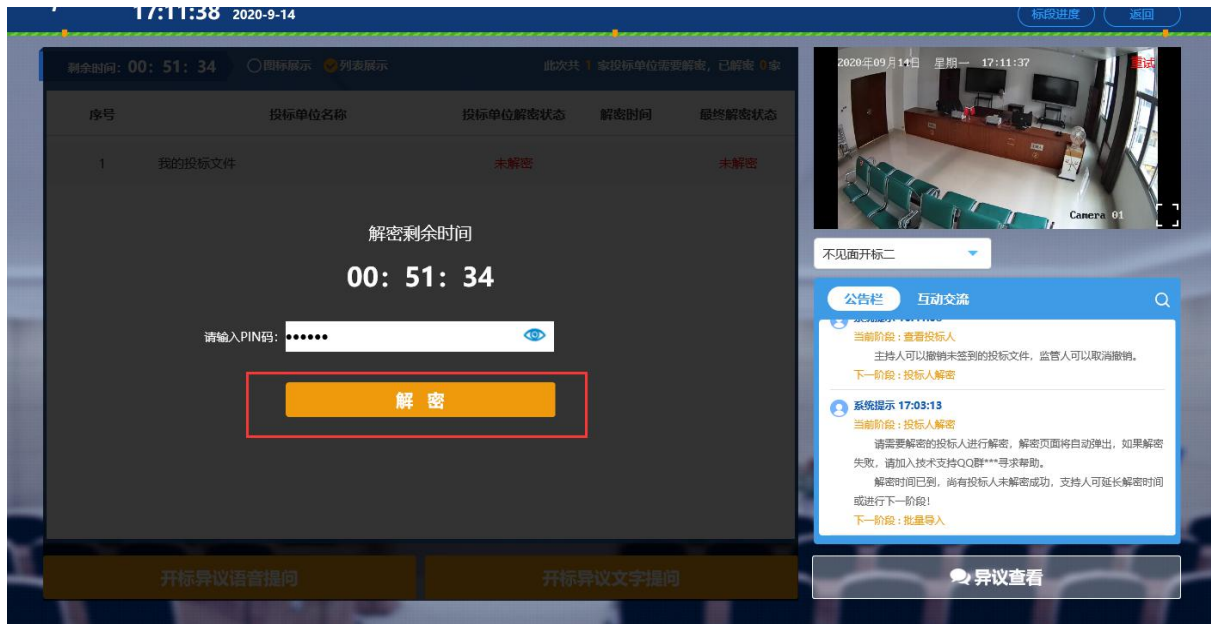 17:11:38 2020-9-14
标段进度 返回
剩余时间: 00: 51: 34 图标展示 列表展示 此次共 1 家投标单位需要解密，已解密 0家
序号 投标单位名称 投标单位解密状态 解密时间 最终解密状态
1 我的投标文件 未解密 未解密
解密剩余时间
00: 51: 34
请输入PIN码: ••••••
解 密
开标异议语音提问 开标异议文字提问
2020年09月14日 星期一 17:11:37 重试
Camera 01
不见面开标二
公告栏 互动交流
当前阶段 : 查看投标人
主持人可以撤销未签到的投标文件，监管人可以取消撤销。
下一阶段 : 投标人解密
系统提示 17:03:13
当前阶段 : 投标人解密
请需要解密的投标人进行解密，解密页面将自动弹出，如果解密
失败，请加入技术支持QQ群***寻求帮助。
解密时间已到，尚有投标人未解密成功，支持人可延长解密时间
或进行下一阶段!
下一阶段 : 批量导入
异议查看